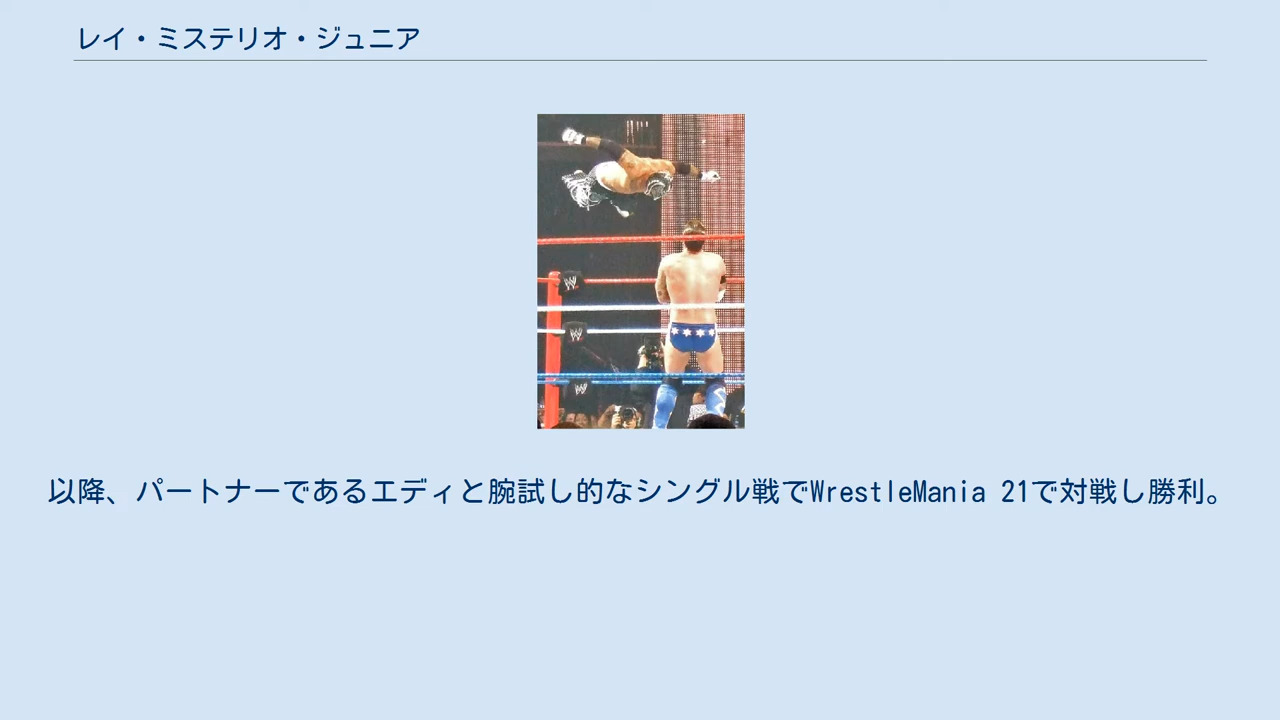 レイ・ミステリオ・ジュニア
以降、パートナーであるエディと腕試し的なシングル戦でWrestleMania 21で対戦し勝利。